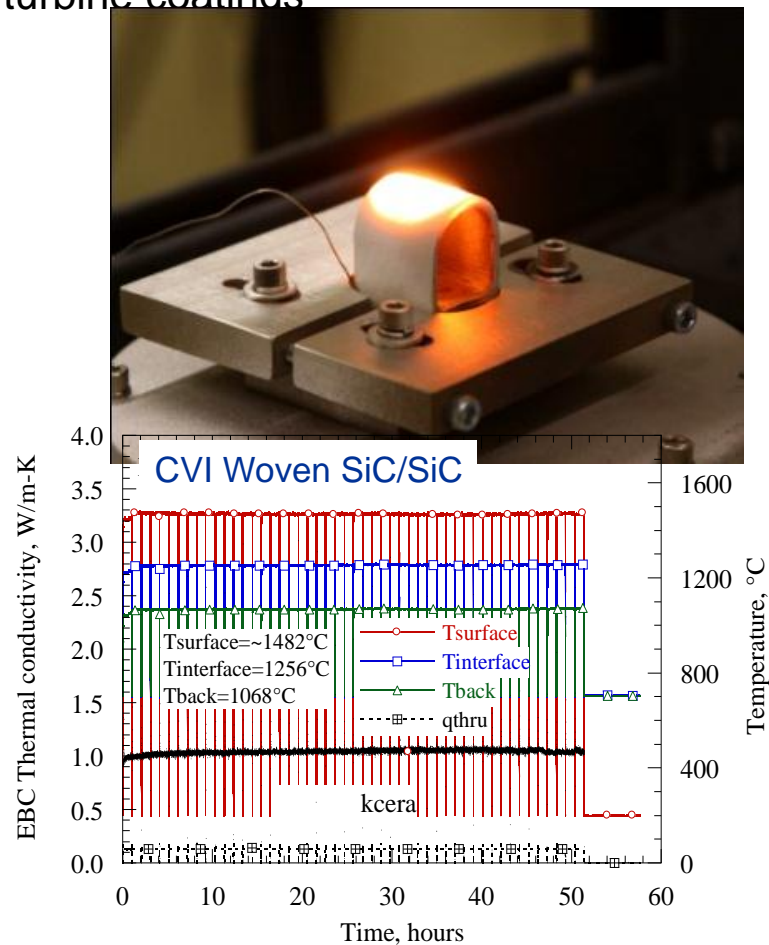 turbine coatings
CVI Woven SiC/SiC
EBC Thermal conductivity, W/m-K
4.0
3.5
3.0
2.5
2.0
1.5
1.0
0.5
0.0
Tsurface=~1482°C
Tinterface=1256°C
Tback=1068°C
Tsurface
Tinterface
Tback
qthru
kcera
1600
1200
800
400
0
Temperature, °C
0 10 20 30 40 50 60
Time, hours